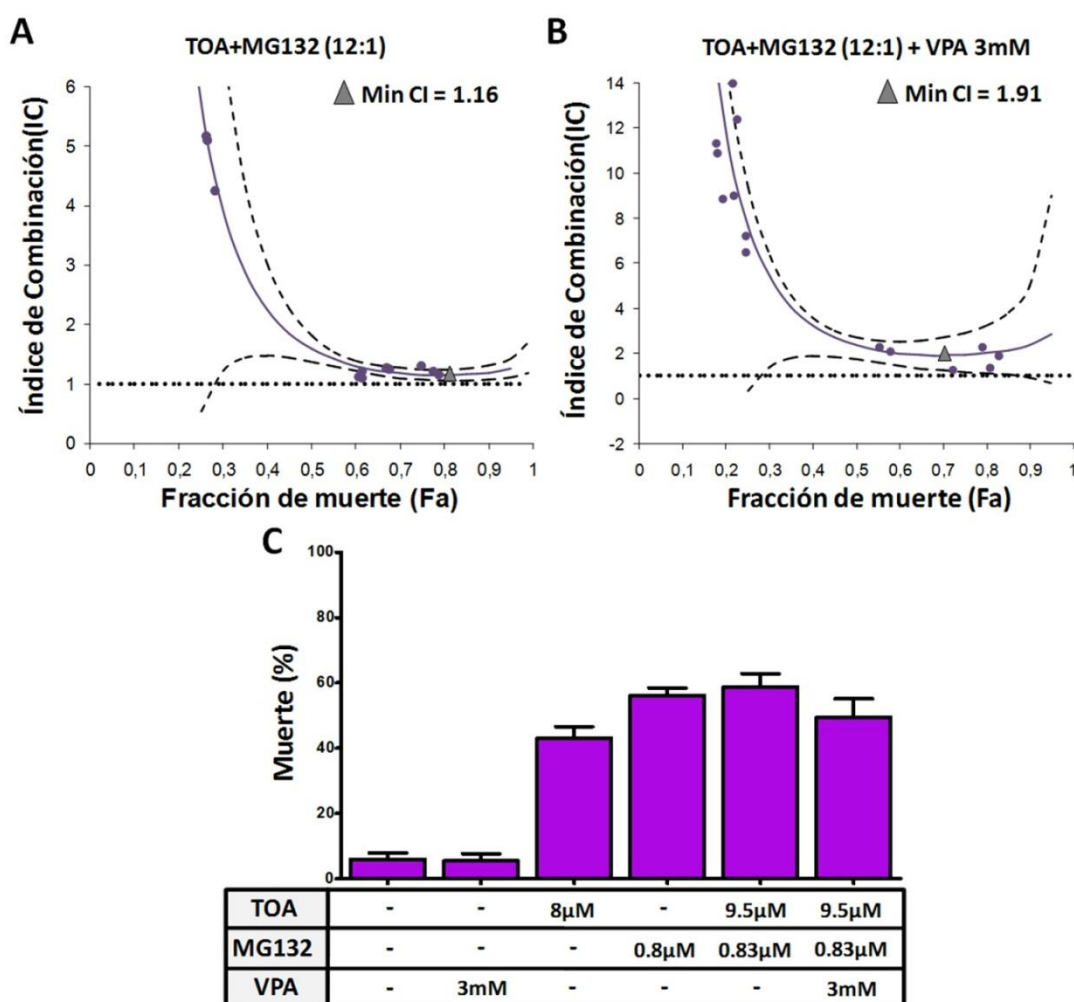 A
TOA+MG132 (12:1)
Min CI = 1.16
Índice de Combinación(IC)
6
5
4
3
2
1
0
0 0,1 0,2 0,3 0,4 0,5 0,6 0,7 0,8 0,9 1
Fracción de muerte (Fa)
B
TOA+MG132 (12:1) + VPA 3mM
Min CI = 1.91
Índice de Combinación(IC)
14
12
10
8
6
4
2
0
-2
0 0,1 0,2 0,3 0,4 0,5 0,6 0,7 0,8 0,9 1
Fracción de muerte (Fa)
C
Muerte (%)
100
80
60
40
20
0
TOA - - 8μM - 9.5μM 9.5μM
MG132 - - - 0.8μM 0.83μM 0.83μM
VPA - 3mM - - - 3mM